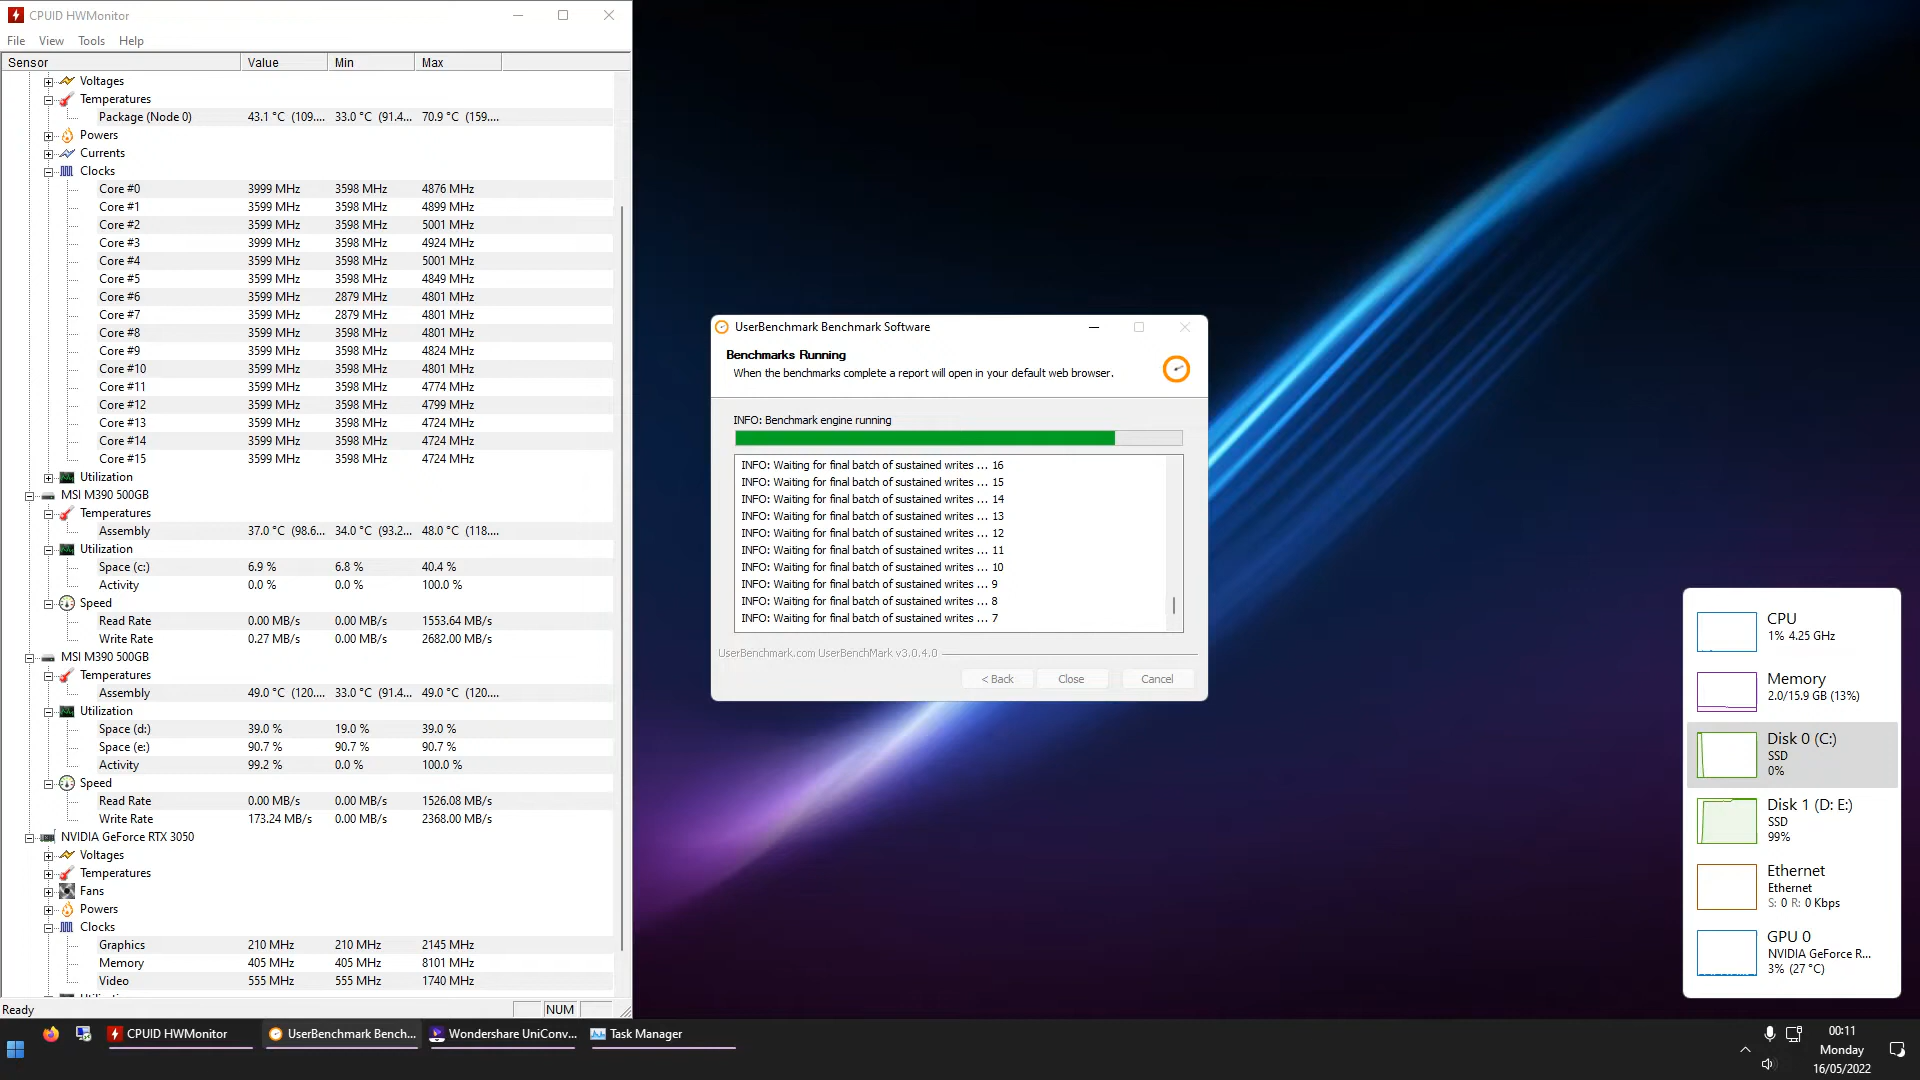 CPUID HWMonitor
File View Tools Help
Sensor Value Min Max
Voltages
Temperatures
Package (Node 0) 43.1 °C (109.... 33.0 °C (91.4... 70.9 °C (159....
Powers
Currents
Clocks
Core #0 3999 MHz 3598 MHz 4876 MHz
Core #1 3599 MHz 3598 MHz 4899 MHz
Core #2 3599 MHz 3598 MHz 5001 MHz
Core #3 3999 MHz 3598 MHz 4924 MHz
Core #4 3599 MHz 3598 MHz 5001 MHz
Core #5 3599 MHz 3598 MHz 4849 MHz
Core #6 3599 MHz 2879 MHz 4801 MHz
Core #7 3599 MHz 2879 MHz 4801 MHz
Core #8 3599 MHz 3598 MHz 4801 MHz
Core #9 3599 MHz 3598 MHz 4824 MHz
Core #10 3599 MHz 3598 MHz 4801 MHz
Core #11 3599 MHz 3598 MHz 4774 MHz
Core #12 3599 MHz 3598 MHz 4799 MHz
Core #13 3599 MHz 3598 MHz 4724 MHz
Core #14 3599 MHz 3598 MHz 4724 MHz
Core #15 3599 MHz 3598 MHz 4724 MHz
Utilization
MSI M390 500GB
Temperatures
Assembly 37.0 °C (98.6... 34.0 °C (93.2... 48.0 °C (118....
Utilization
Space (c:) 6.9 % 6.8 % 40.4 %
Activity 0.0 % 0.0 % 100.0 %
Speed
Read Rate 0.00 MB/s 0.00 MB/s 1553.64 MB/s
Write Rate 0.27 MB/s 0.00 MB/s 2682.00 MB/s
MSI M390 500GB
Temperatures
Assembly 49.0 °C (120.... 33.0 °C (91.4... 49.0 °C (120....
Utilization
Space (d:) 39.0 % 19.0 % 39.0 %
Space (e:) 90.7 % 90.7 % 90.7 %
Activity 99.2 % 0.0 % 100.0 %
Speed
Read Rate 0.00 MB/s 0.00 MB/s 1526.08 MB/s
Write Rate 173.24 MB/s 0.00 MB/s 2368.00 MB/s
NVIDIA GeForce RTX 3050
Voltages
Temperatures
Fans
Powers
Clocks
Graphics 210 MHz 210 MHz 2145 MHz
Memory 405 MHz 405 MHz 8101 MHz
Video 555 MHz 555 MHz 1740 MHz
Ready NUM
UserBenchmark Benchmark Software
Benchmarks Running
When the benchmarks complete a report will open in your default web browser.
INFO: Benchmark engine running
INFO: Waiting for final batch of sustained writes ... 16
INFO: Waiting for final batch of sustained writes ... 15
INFO: Waiting for final batch of sustained writes ... 14
INFO: Waiting for final batch of sustained writes ... 13
INFO: Waiting for final batch of sustained writes ... 12
INFO: Waiting for final batch of sustained writes ... 11
INFO: Waiting for final batch of sustained writes ... 10
INFO: Waiting for final batch of sustained writes ... 9
INFO: Waiting for final batch of sustained writes ... 8
INFO: Waiting for final batch of sustained writes ... 7
UserBenchmark.com UserBenchMark v3.0.4.0
< Back Close Cancel
CPU
1% 4.25 GHz
Memory
2.0/15.9 GB (13%)
Disk 0 (C:)
SSD
0%
Disk 1 (D: E:)
SSD
99%
Ethernet
Ethernet
S: 0 R: 0 Kbps
GPU 0
NVIDIA GeForce R...
3% (27 °C)
CPUID HWMonitor UserBenchmark Bench... Wondershare UniConv... Task Manager
00:11
Monday
16/05/2022